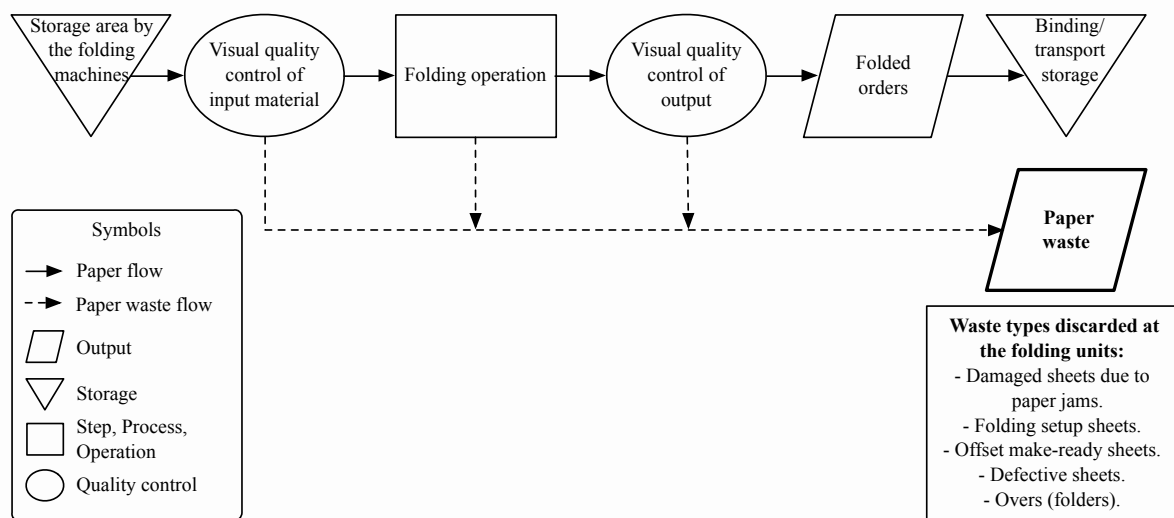 Storage area by
the folding
machines
Visual quality
control of
input material
Folding operation
Visual quality
control of
output
Folded
orders
Binding/
transport
storage
Paper
waste
Symbols
Paper flow
Paper waste flow
Output
Storage
Step, Process,
Operation
Quality control
Waste types discarded at
the folding units:
- Damaged sheets due to
paper jams.
- Folding setup sheets.
- Offset make-ready sheets.
- Defective sheets.
- Overs (folders).